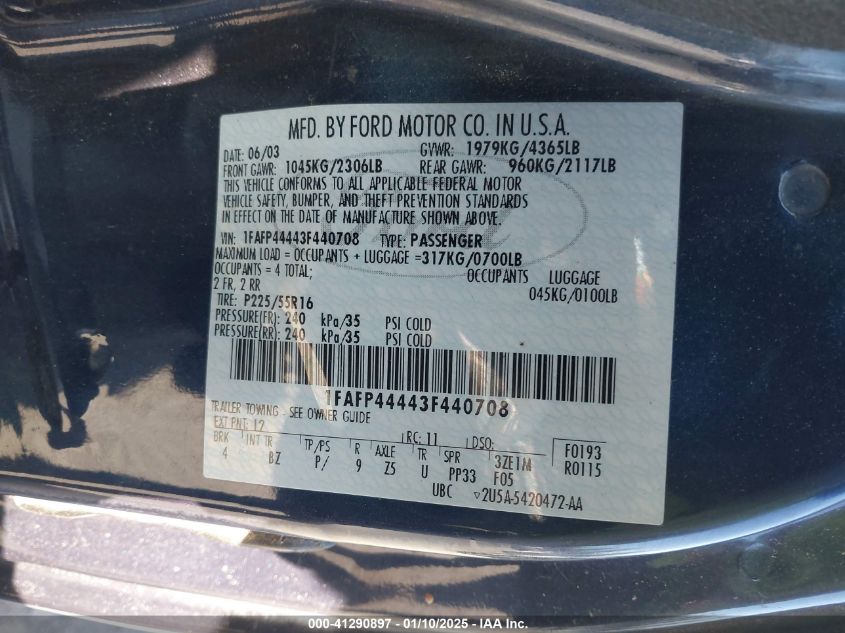 MFD. BY FORD MOTOR CO. IN U.S.A.
DATE: 06/03 GVWR: 1979KG/4365LB
FRONT GAWR: 1045KG/2306LB REAR GAWR: 960KG/2117LB
THIS VEHICLE CONFORMS TO ALL APPLICABLE FEDERAL MOTOR
VEHICLE SAFETY, BUMPER, AND THEFT PREVENTION STANDARDS
IN EFFECT ON THE DATE OF MANUFACTURE SHOWN ABOVE.
VIN: 1FAFP44443F440708 TYPE: PASSENGER
MAXIMUM LOAD = OCCUPANTS + LUGGAGE =317KG/0700LB
OCCUPANTS = 4 TOTAL; OCCUPANTS LUGGAGE
2 FR, 2 RR 045KG/0100LB
TIRE: P225/55R16
PRESSURE(FR): 240 kPa/35 PSI COLD
PRESSURE(RR): 240 kPa/35 PSI COLD
1FAFP44443F440708
TRAILER TOWING - SEE OWNER GUIDE
EXT PNT: 12 RC: 11 DSO:
BRK INT TR TP/PS R AXLE TR SPR 3ZE1M F0193
4 BZ P/ 9 Z5 U PP33 F05 R0115
UBC ▽2U5A-5420472-AA
000-41290897 - 01/10/2025 - IAA Inc.